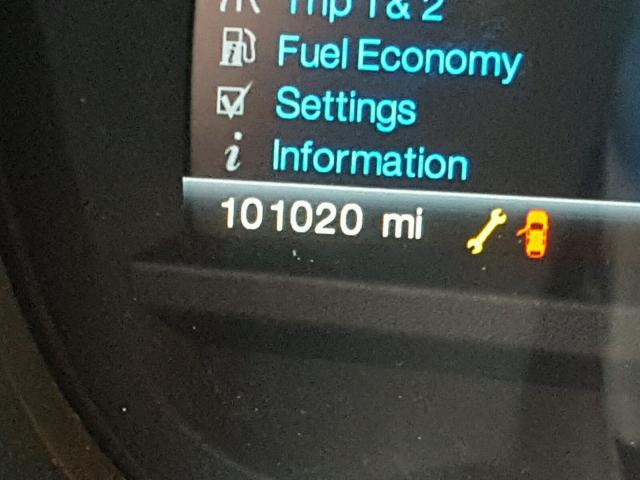 Trip 1 & 2
Fuel Economy
Settings
Information
101020 mi